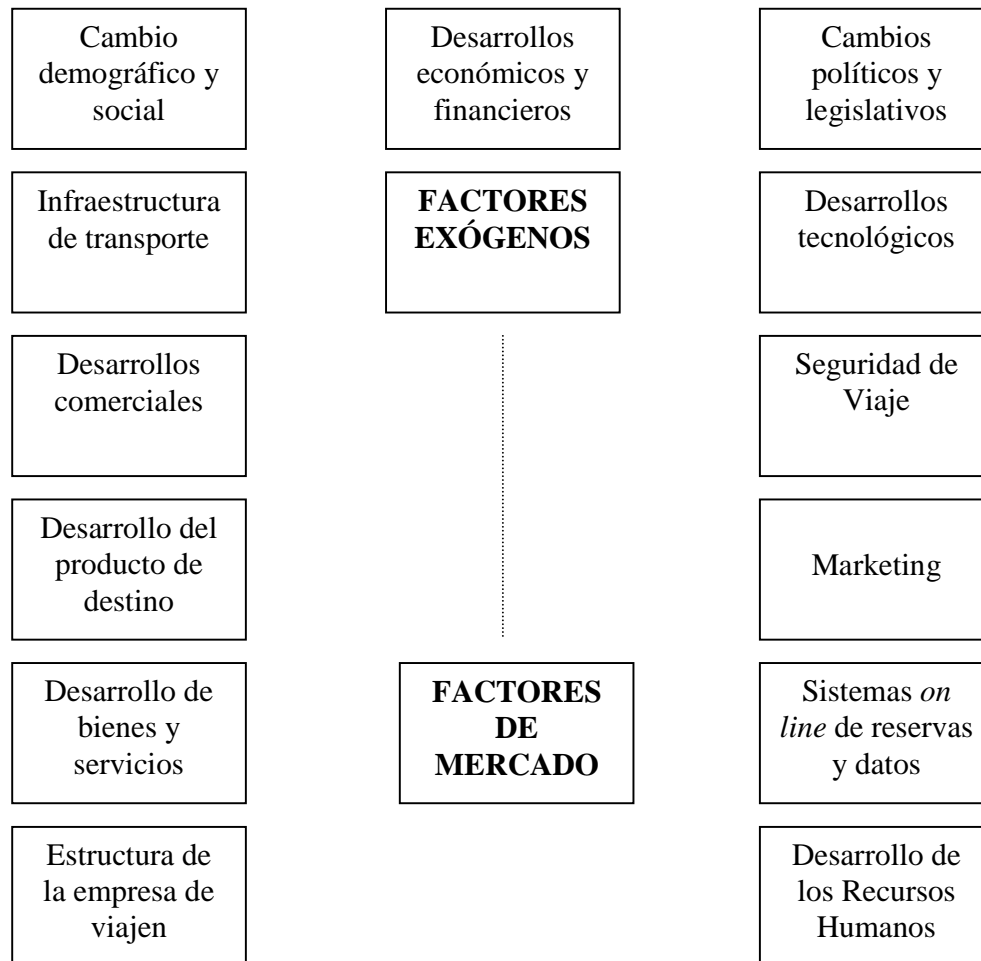 Cambio
demográfico y
social
Desarrollos
económicos y
financieros
Cambios
políticos y
legislativos
Infraestructura
de transporte
FACTORES
EXÓGENOS
Desarrollos
tecnológicos
Desarrollos
comerciales
Seguridad de
Viaje
Desarrollo del
producto de
destino
Marketing
Desarrollo de
bienes y
servicios
FACTORES
DE
MERCADO
Sistemas on
line de reservas
y datos
Estructura de
la empresa de
viajen
Desarrollo de
los Recursos
Humanos